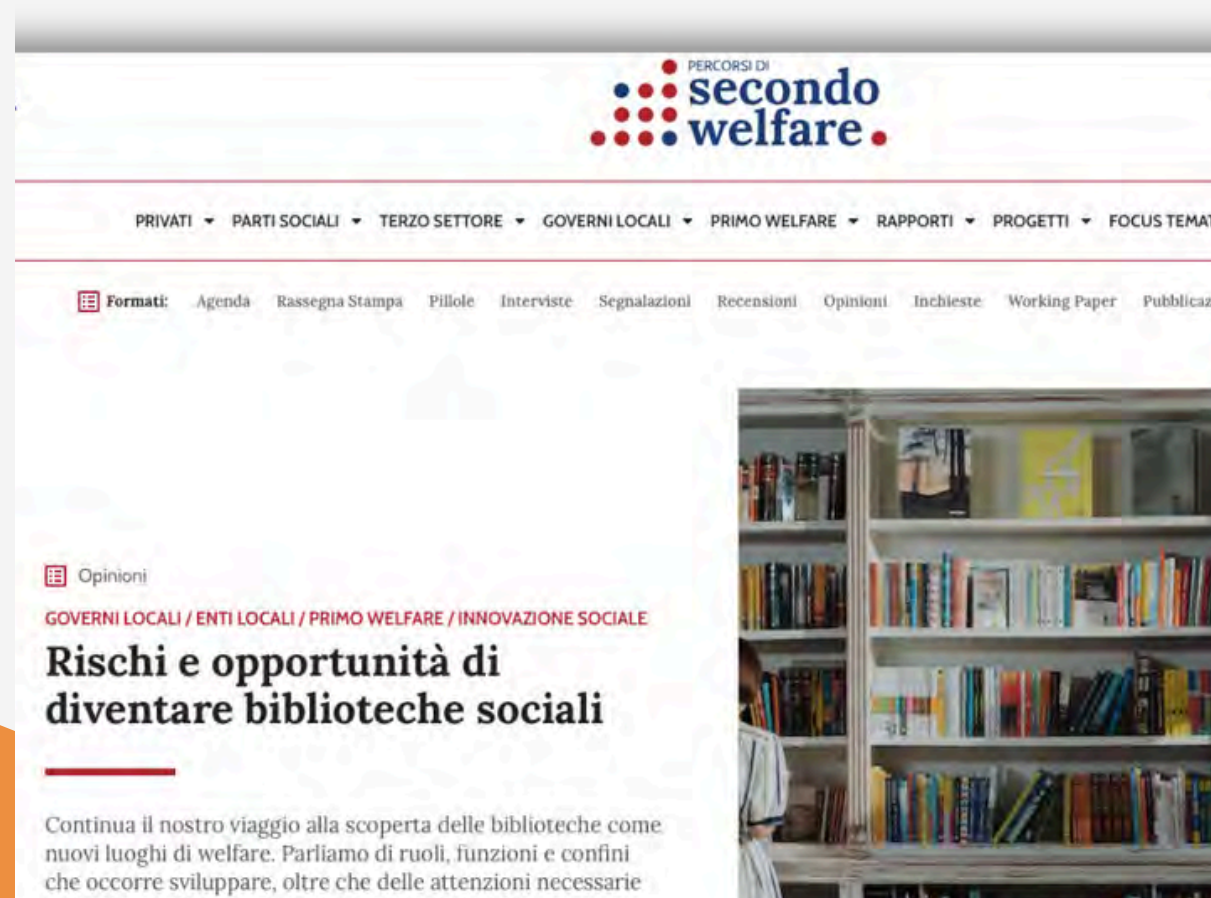 PERCORSI DI
secondo
welfare
PRIVATI PARTI SOCIALI TERZO SETTORE GOVERNI LOCALI PRIMO WELFARE RAPPORTI PROGETTI FOCUS TEMAT
Formati: Agenda Rassegna Stampa Pillole Interviste Segnalazioni Recensioni Opinioni Inchieste Working Paper Pubblicaz
Opinioni
GOVERNI LOCALI / ENTI LOCALI / PRIMO WELFARE / INNOVAZIONE SOCIALE
Rischi e opportunità di
diventare biblioteche sociali
Continua il nostro viaggio alla scoperta delle biblioteche come
nuovi luoghi di welfare. Parliamo di ruoli, funzioni e confini
che occorre sviluppare, oltre che delle attenzioni necessarie